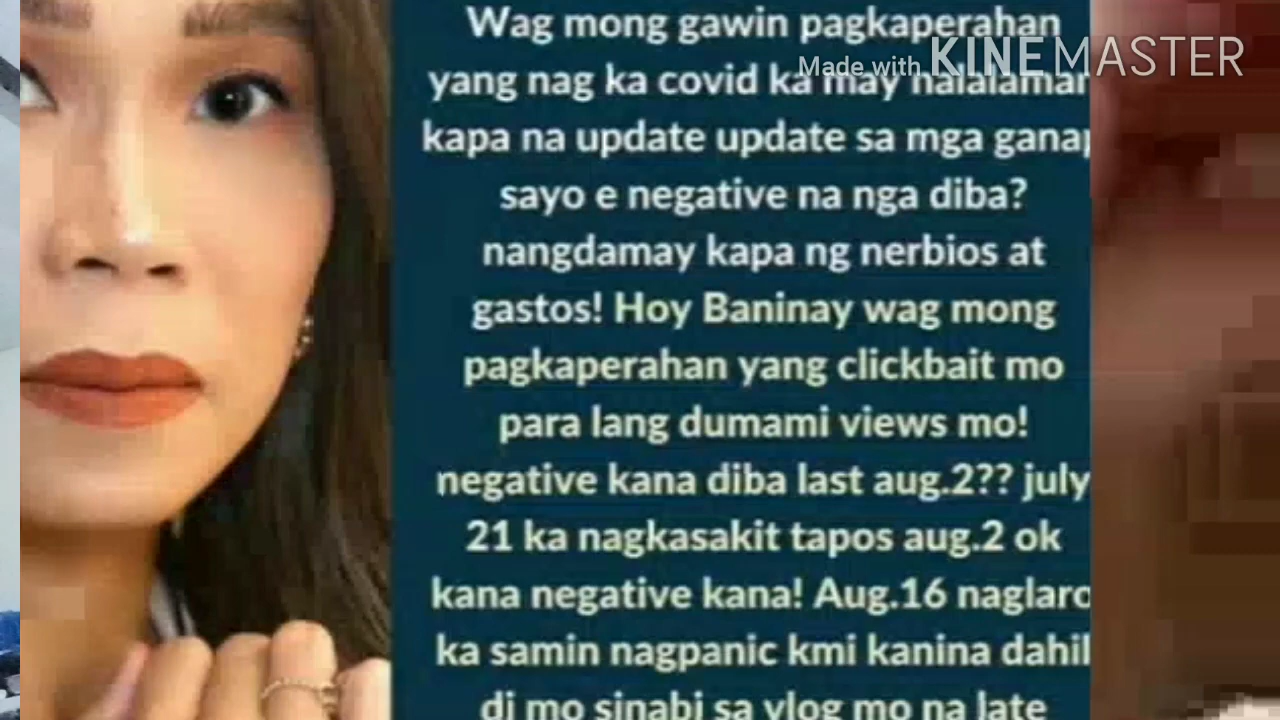 Wag mong gawin pagkaperahan
Made with KINEMASTER
yang nag ka covid ka may nalalaman
kapa na update update sa mga ganap
sayo e negative na nga diba?
nangdamay kapa ng nerbios at
gastos! Hoy Baninay wag mong
pagkaperahan yang clickbait mo
para lang dumami views mo!
negative kana diba last aug.2?? july
21 ka nagkasakit tapos aug.2 ok
kana negative kana! Aug.16 naglaro
ka samin nagpanic kmi kanina dahil
di mo sinabi sa vlog mo na late